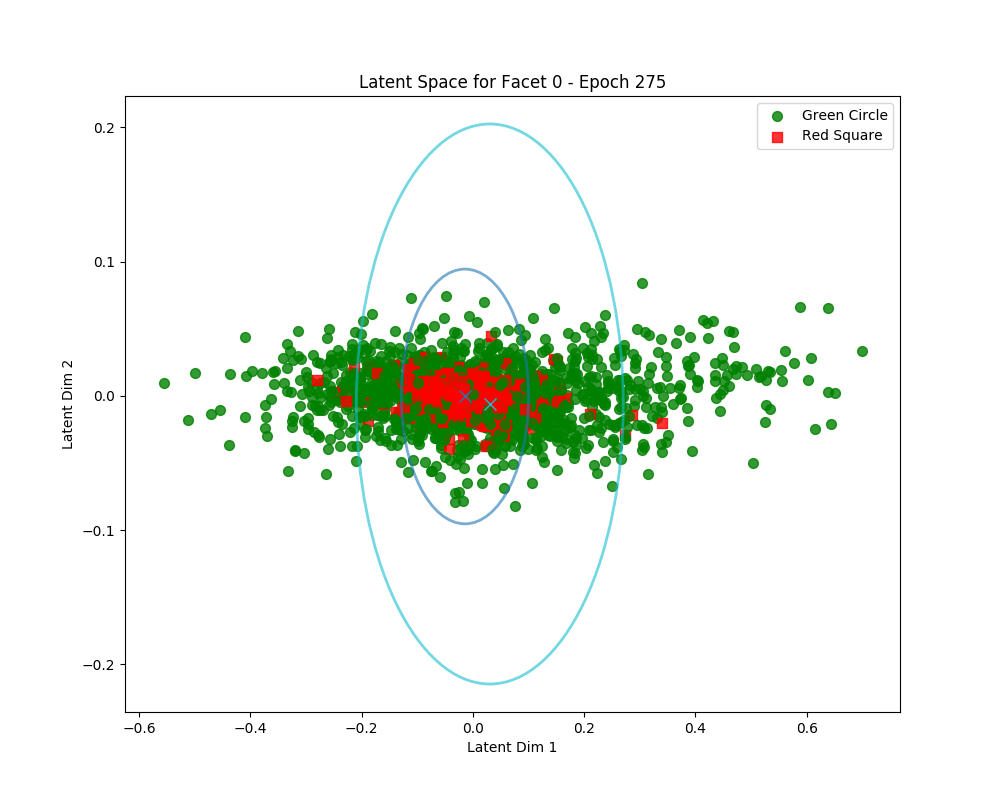 Latent Space for Facet 0 - Epoch 275
Green Circle
Red Square
0.2
0.1
0.0
−0.1
−0.2
Latent Dim 2
−0.6
−0.4
−0.2
0.0
0.2
0.4
0.6
Latent Dim 1